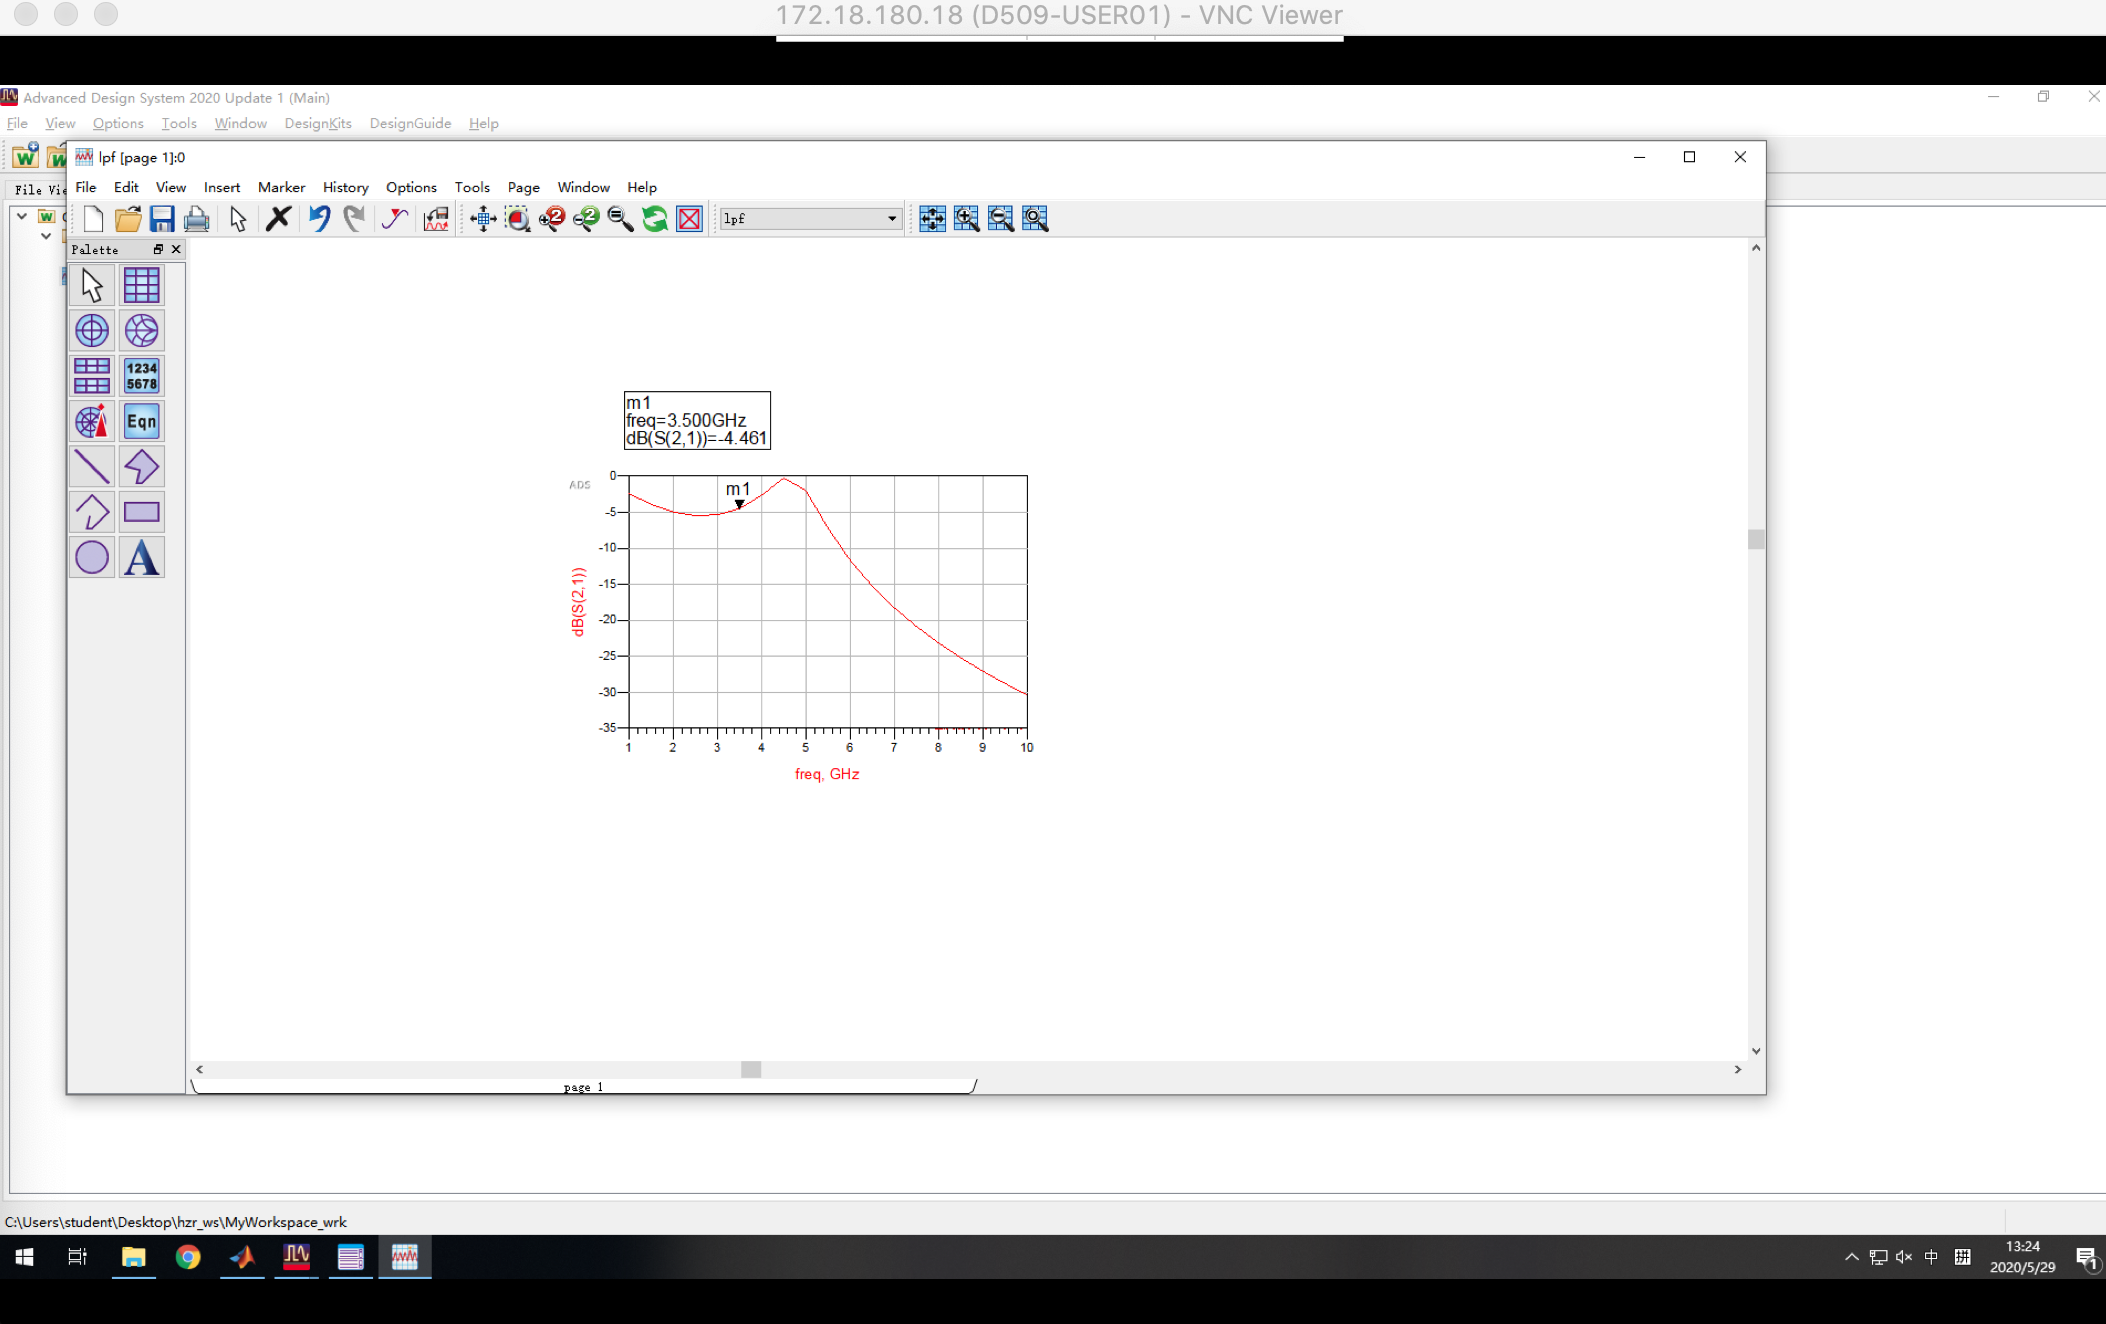 172.18.180.18 (D509-USER01) - VNC Viewer
Advanced Design System 2020 Update 1 (Main)
File View Options Tools Window DesignKits DesignGuide Help
lpf [page 1]:0
File Edit View Insert Marker History Options Tools Page Window Help
lpf
File Vie
Palette
1234
5678
Eqn
A
m1
freq=3.500GHz
dB(S(2,1))=-4.461
ADS
m1
0
-5
-10
-15
-20
-25
-30
-35
dB(S(2,1))
1 2 3 4 5 6 7 8 9 10
freq, GHz
page 1
C:\Users\student\Desktop\hzr_ws\MyWorkspace_wrk
中 拼
13:24
2020/5/29
1